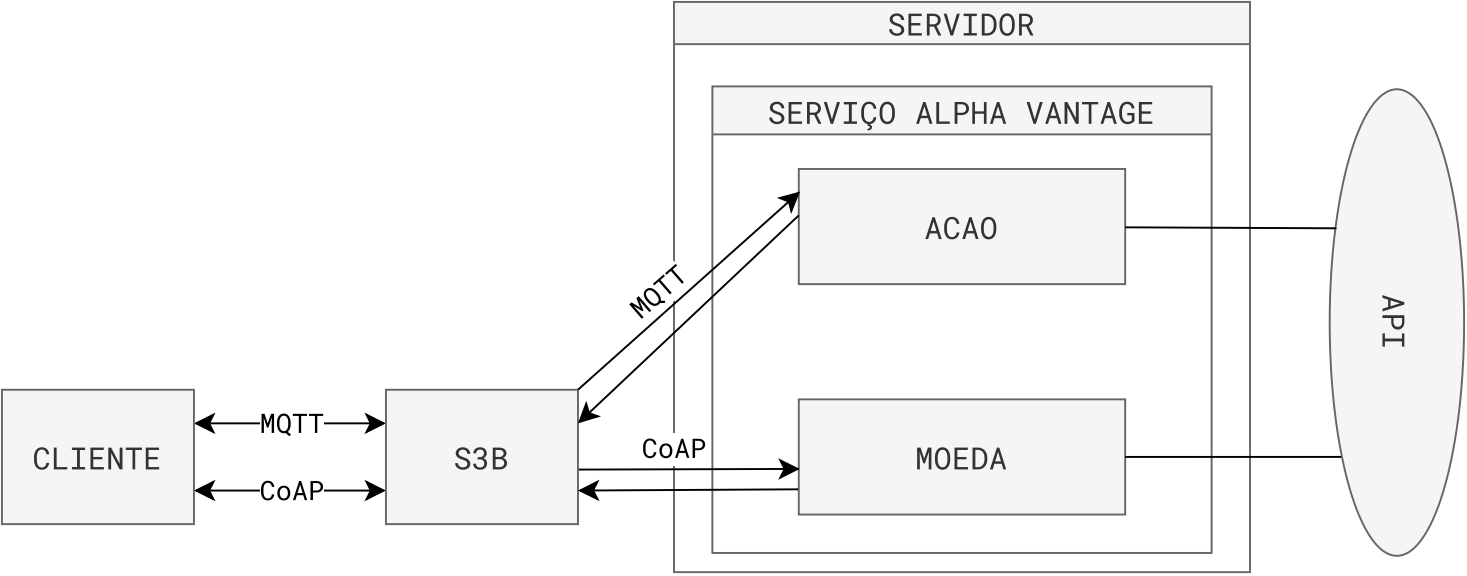 SERVIDOR
SERVIÇO ALPHA VANTAGE
ACAO
MQTT
API
CLIENTE
MQTT
CoAP
S3B
CoAP
MOEDA